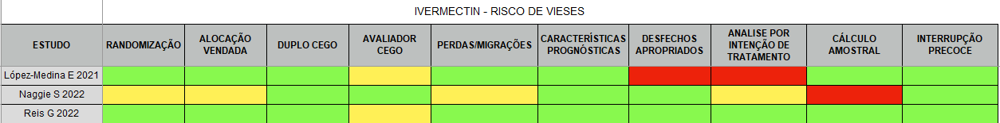 IVERMECTIN - RISCO DE VIESES
ESTUDO RANDOMIZAÇÃO ALOCAÇÃO VENDADA DUPLO CEGO AVALIADOR CEGO PERDAS/MIGRAÇÕES CARACTERÍSTICAS PROGNÓSTICAS DESFECHOS APROPRIADOS ANALISE POR INTENÇÃO DE TRATAMENTO CÁLCULO AMOSTRAL INTERRUPÇÃO PRECOCE
López-Medina E 2021
Naggie S 2022
Reis G 2022